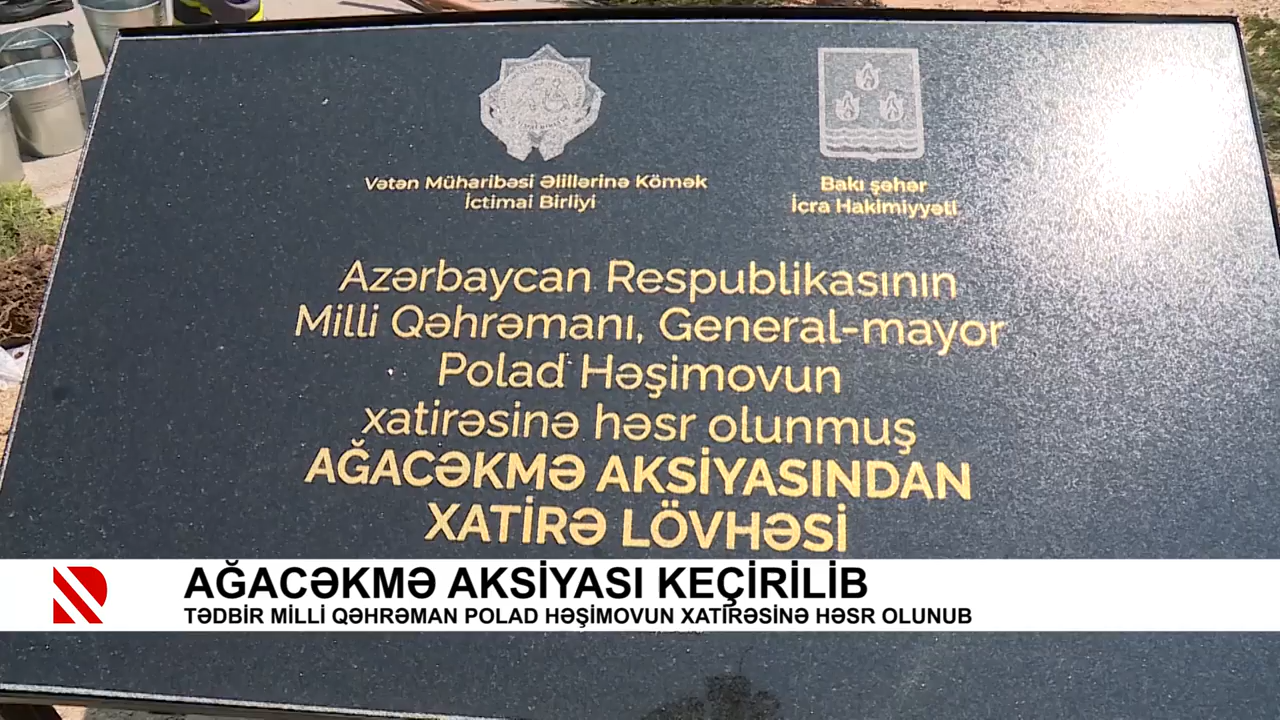 Vətən Müharibəsi Əlillərinə Kömək
İctimai Birliyi
Bakı şəhər
İcra Hakimiyyəti
Azərbaycan Respublikasının
Milli Qəhrəmanı, General-mayor
Polad Həşimovun
xatirəsinə həsr olunmuş
AĞACƏKMƏ AKSİYASINDAN
XATİRƏ LÖVHƏSİ
AĞACƏKMƏ AKSİYASI KEÇİRİLİB
TƏDBİR MİLLİ QƏHRƏMAN POLAD HƏŞİMOVUN XATİRƏSİNƏ HƏSR OLUNUB